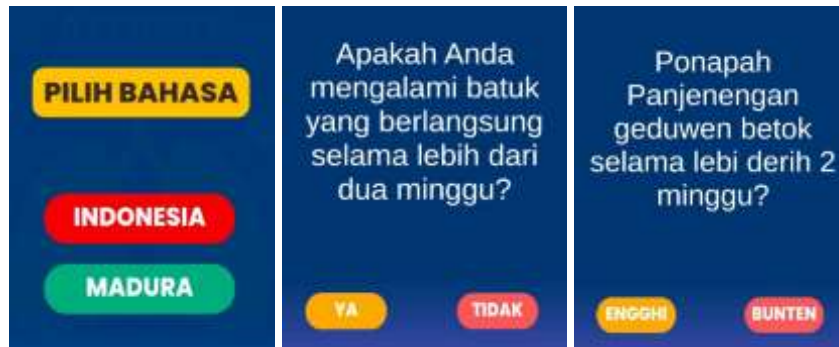 PILIH BAHASA
INDONESIA
MADURA
Apakah Anda
mengalami batuk
yang berlangsung
selama lebih dari
dua minggu?
YA
TIDAK
Ponapah
Panjenengan
geduwen betok
selama lebi derih 2
minggu?
ENGGHI
BUNTEN